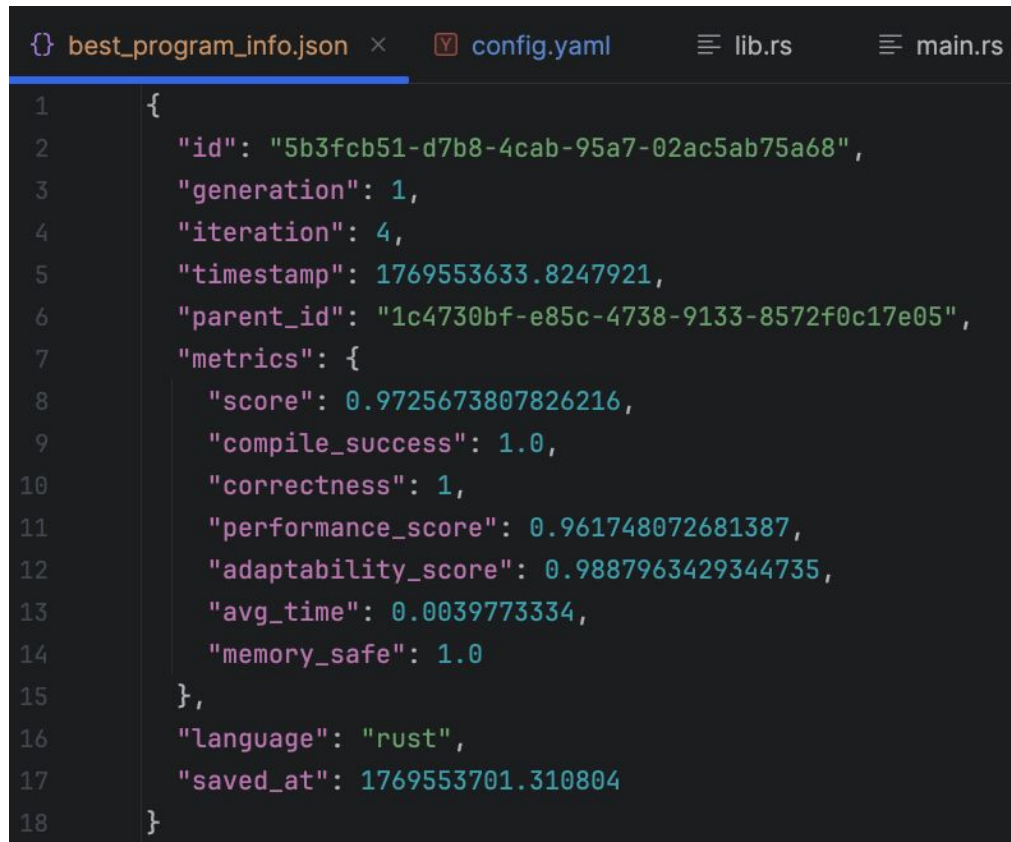 {} best_program_info.json × Y config.yaml lib.rs main.rs
1 {
2 "id": "5b3fcb51-d7b8-4cab-95a7-02ac5ab75a68",
3 "generation": 1,
4 "iteration": 4,
5 "timestamp": 1769553633.8247921,
6 "parent_id": "1c4730bf-e85c-4738-9133-8572f0c17e05",
7 "metrics": {
8 "score": 0.9725673807826216,
9 "compile_success": 1.0,
10 "correctness": 1,
11 "performance_score": 0.961748072681387,
12 "adaptability_score": 0.9887963429344735,
13 "avg_time": 0.0039773334,
14 "memory_safe": 1.0
15 },
16 "language": "rust",
17 "saved_at": 1769553701.310804
18 }